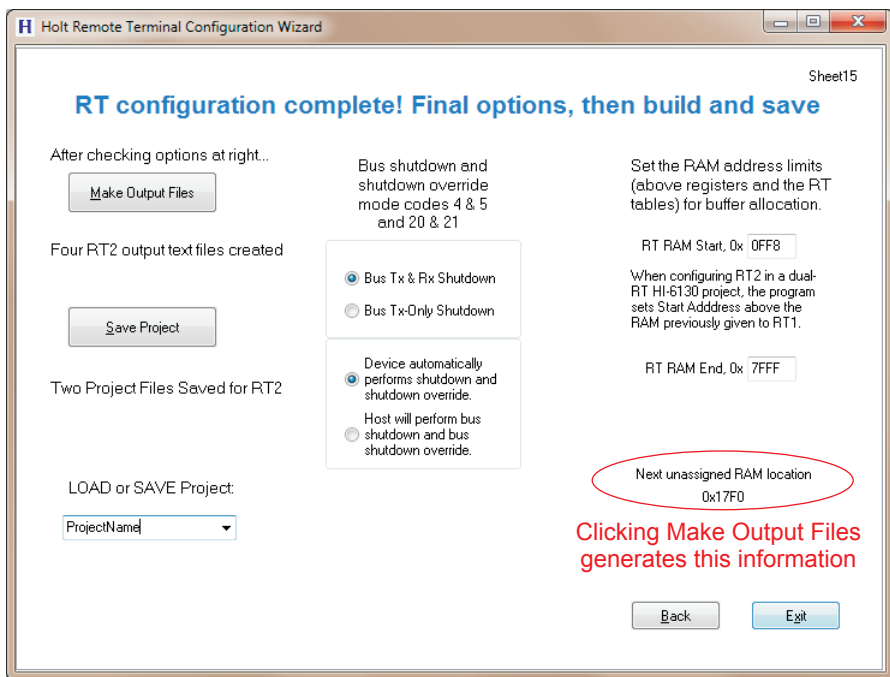 H Holt Remote Terminal Configuration Wizard
Sheet15
RT configuration complete! Final options, then build and save
After checking options at right...
Make Output Files
Four RT2 output text files created
Save Project
Two Project Files Saved for RT2
LOAD or SAVE Project:
ProjectName
Bus shutdown and
shutdown override
mode codes 4 & 5
and 20 & 21
Bus Tx & Rx Shutdown
Bus Tx-Only Shutdown
Device automatically
performs shutdown and
shutdown override.
Host will perform bus
shutdown and bus
shutdown override.
Set the RAM address limits
(above registers and the RT
tables) for buffer allocation.
RT RAM Start, 0x 0FF8
When configuring RT2 in a dual-
RT HI-6130 project, the program
sets Start Adddress above the
RAM previously given to RT1.
RT RAM End, 0x 7FFF
Next unassigned RAM location
0x17F0
Clicking Make Output Files
generates this information
Back
Exit